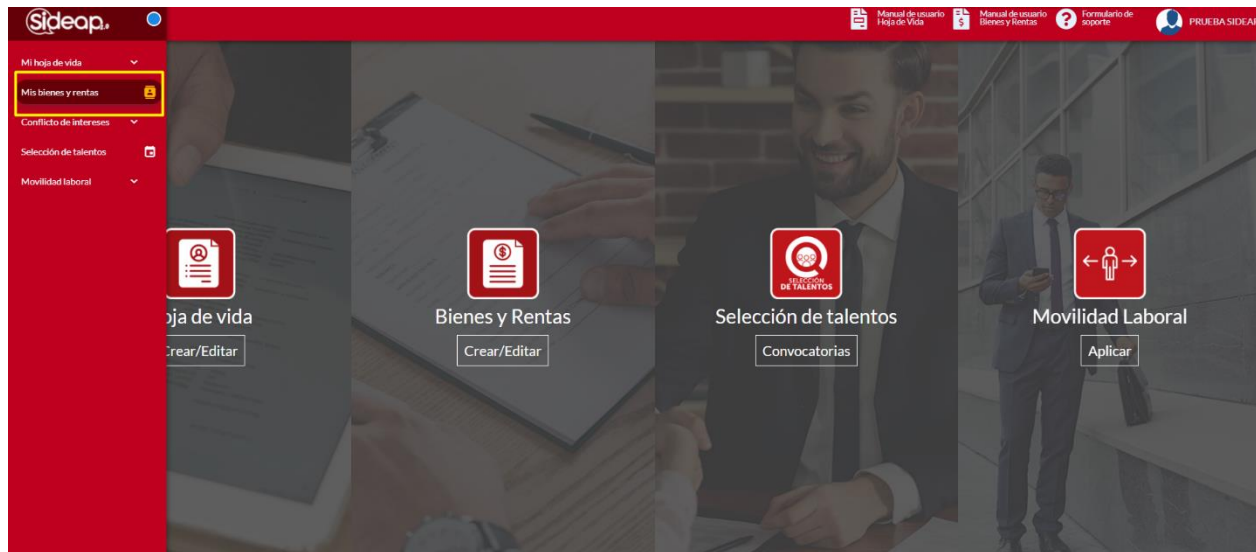 Sideap
Manual de usuario
Hoja de Vida
Manual de usuario
Bienes y Rentas
Formulario de
soporte
PRUEBA SIDEAP
Mi hoja de vida
Mis bienes y rentas
Conflicto de intereses
Selección de talentos
Movilidad laboral
oja de vida
Crear/Editar
Bienes y Rentas
Crear/Editar
SELECCIÓN
DE TALENTOS
Selección de talentos
Convocatorias
Movilidad Laboral
Aplicar